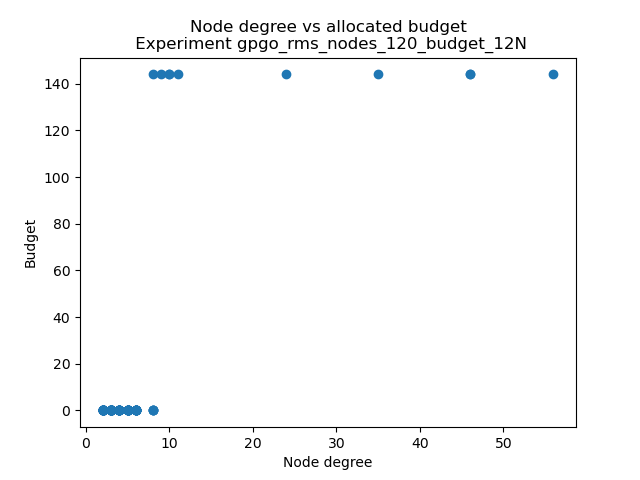 Node degree vs allocated budget
Experiment gpgo_rms_nodes_120_budget_12N
140
120
100
80
60
40
20
0
Budget
0 10 20 30 40 50
Node degree